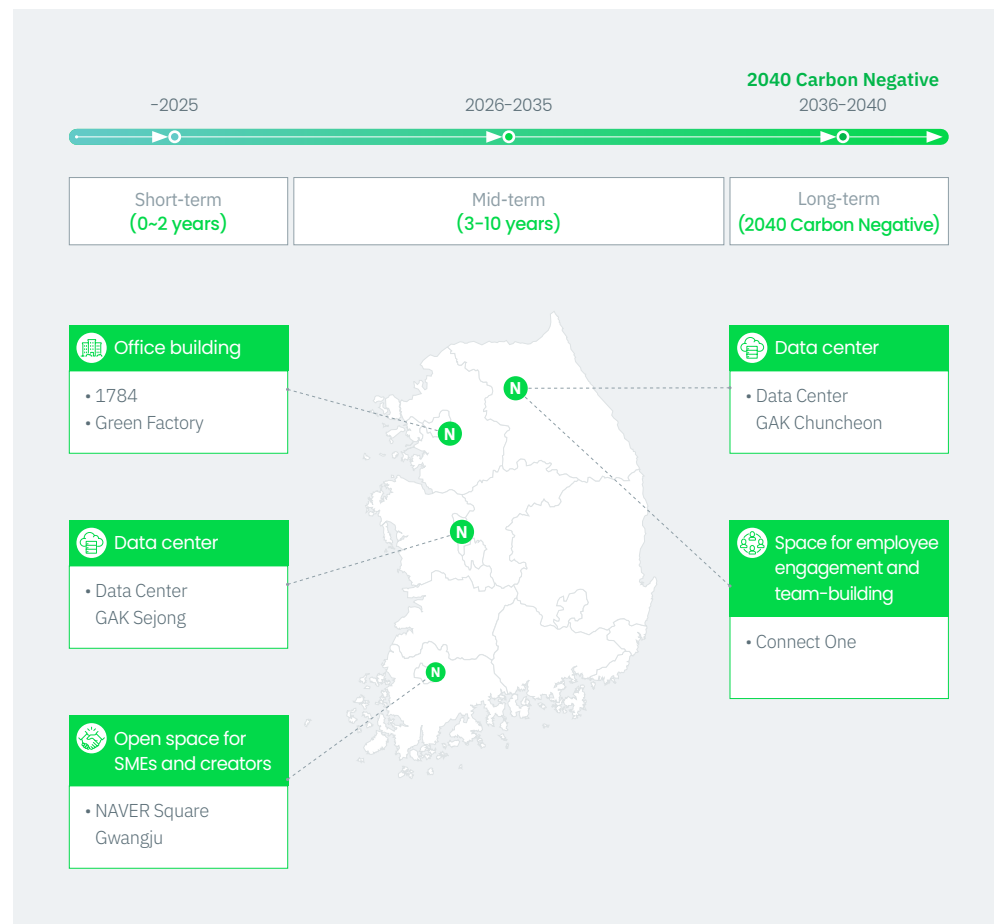 2040 Carbon Negative
-2025
2026-2035
2036-2040
Short-term
(0~2 years)
Mid-term
(3-10 years)
Long-term
(2040 Carbon Negative)
Office building
• 1784
• Green Factory
N
N
Data center
• Data Center
GAK Chuncheon
Data center
• Data Center
GAK Sejong
N
Space for employee
engagement and
team-building
• Connect One
N
Open space for
SMEs and creators
• NAVER Square
Gwangju